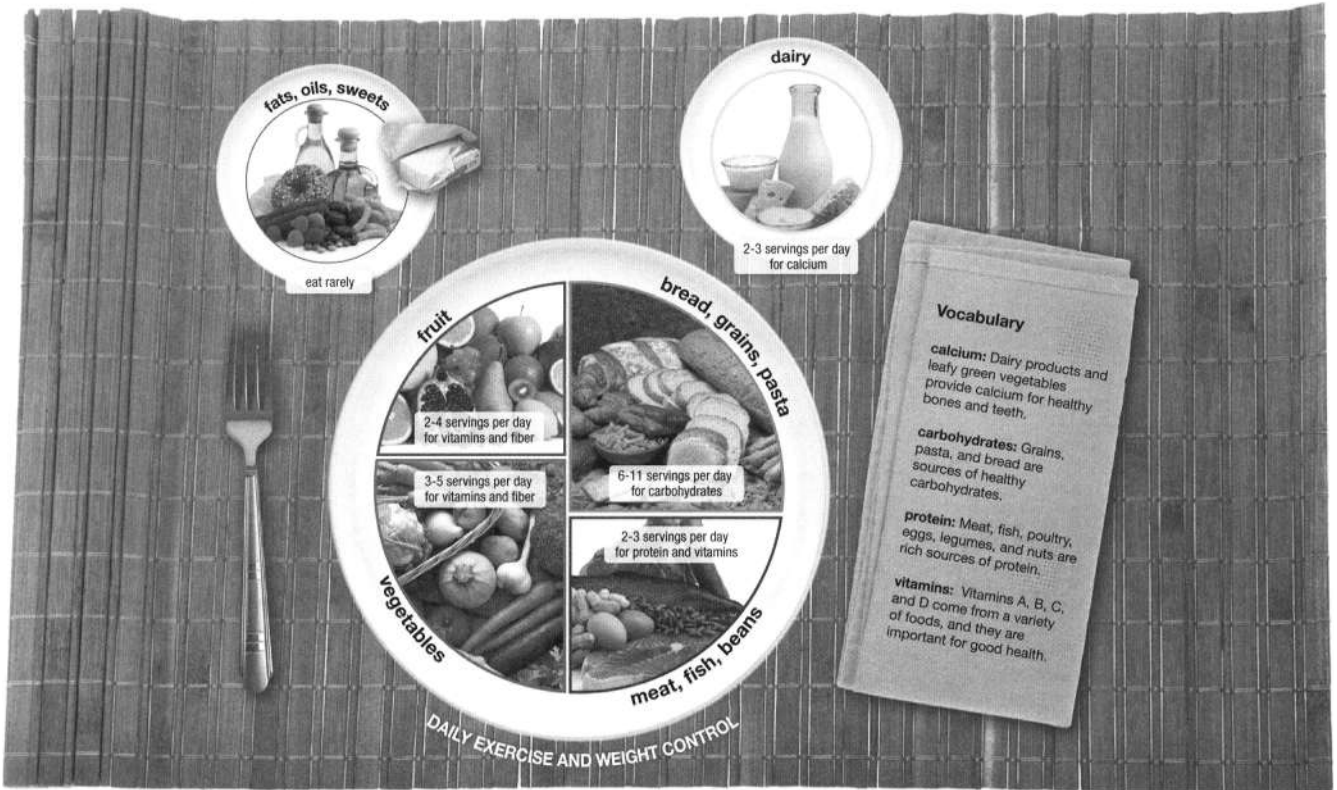 fats, oils, sweets
eat rarely
dairy
2-3 servings per day
for calcium
fruit
2-4 servings per day
for vitamins and fiber
bread, grains, pasta
6-11 servings per day
for carbohydrates
3-5 servings per day
for vitamins and fiber
vegetables
2-3 servings per day
for protein and vitamins
meat, fish, beans
DAILY EXERCISE AND WEIGHT CONTROL
Vocabulary
calcium: Dairy products and
leafy green vegetables
provide calcium for healthy
bones and teeth.
carbohydrates: Grains,
pasta, and bread are
sources of healthy
carbohydrates.
protein: Meat, fish, poultry,
eggs, legumes, and nuts are
rich sources of protein.
vitamins: Vitamins A, B, C,
and D come from a variety
of foods, and they are
important for good health.